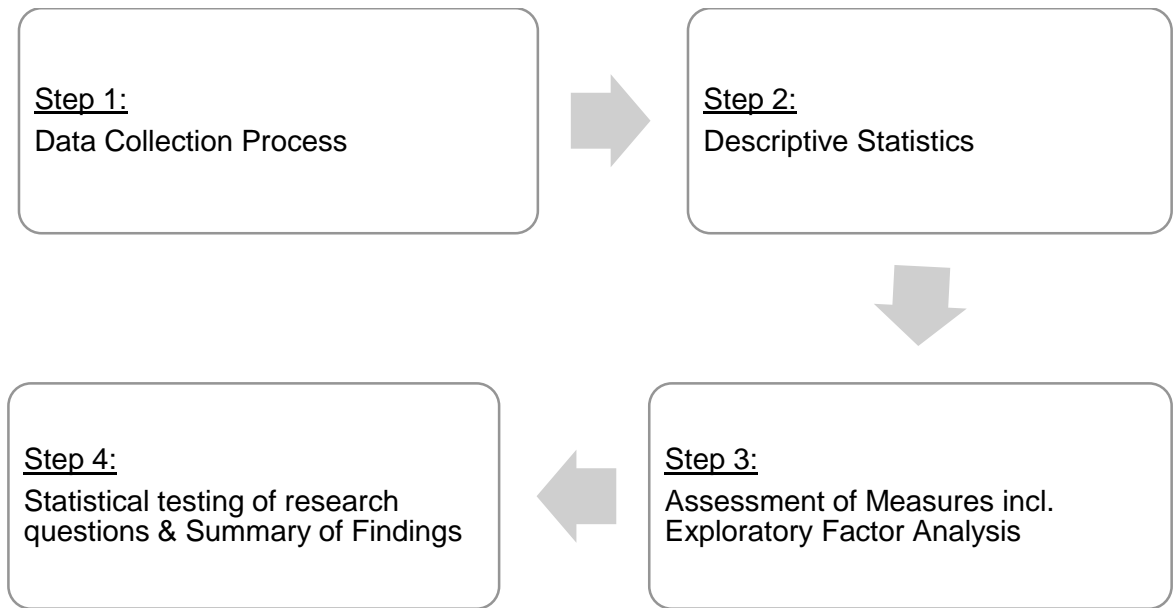 Step 1:
Data Collection Process
Step 2:
Descriptive Statistics
Step 3:
Assessment of Measures incl.
Exploratory Factor Analysis
Step 4:
Statistical testing of research
questions & Summary of Findings